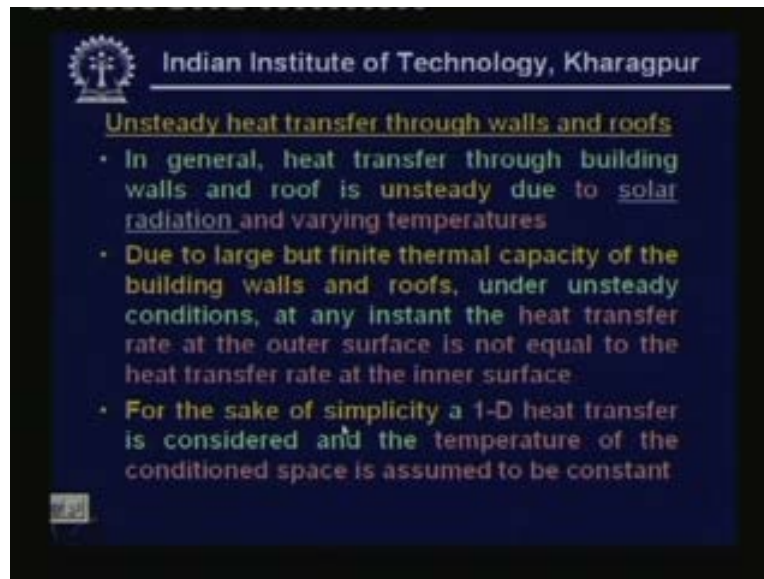 Indian Institute of Technology, Kharagpur
Unsteady heat transfer through walls and roofs
• In general, heat transfer through building
walls and roof is unsteady due to solar
radiation and varying temperatures
• Due to large but finite thermal capacity of the
building walls and roofs, under unsteady
conditions, at any instant the heat transfer
rate at the outer surface is not equal to the
heat transfer rate at the inner surface
• For the sake of simplicity a 1-D heat transfer
is considered and the temperature of the
conditioned space is assumed to be constant